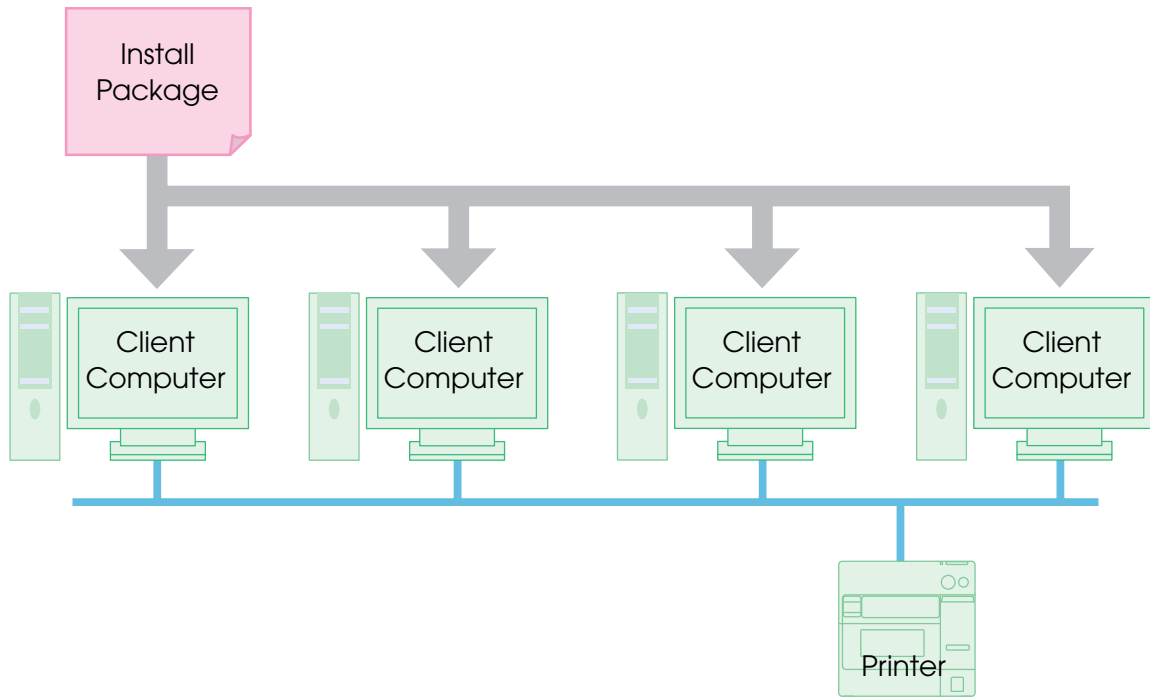 Install
Package
Client
Computer
Client
Computer
Client
Computer
Client
Computer
Printer